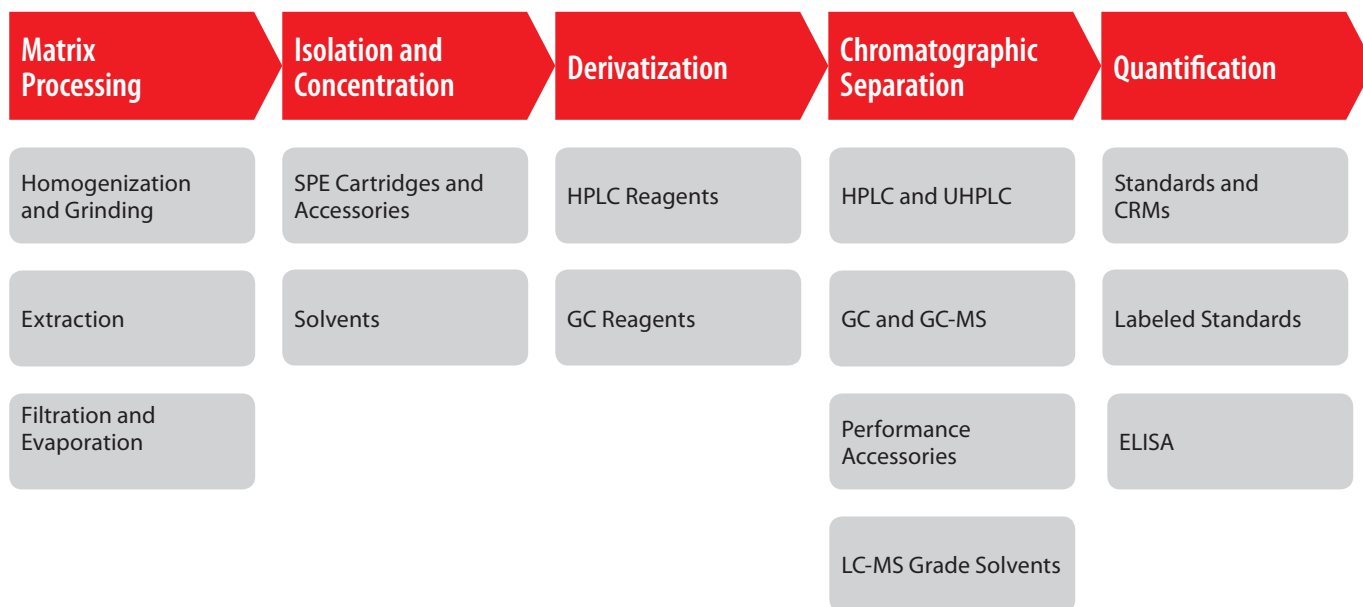 Matrix
Processing
Isolation and
Concentration
Derivatization
Chromatographic
Separation
Quantification
Homogenization
and Grinding
SPE Cartridges and
Accessories
HPLC Reagents
HPLC and UHPLC
Standards and
CRMs
Extraction
Solvents
GC Reagents
GC and GC-MS
Labeled Standards
Filtration and
Evaporation
Performance
Accessories
ELISA
LC-MS Grade Solvents